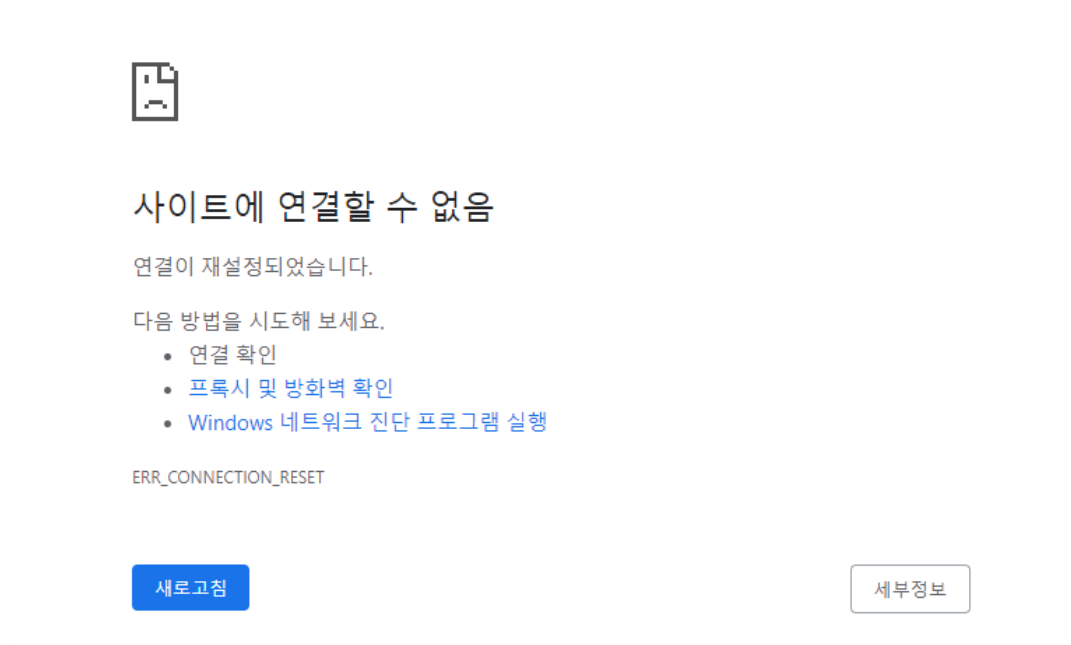 사이트에 연결할 수 없음
연결이 재설정되었습니다.
다음 방법을 시도해 보세요.
• 연결 확인
• 프록시 및 방화벽 확인
• Windows 네트워크 진단 프로그램 실행
ERR_CONNECTION_RESET
새로고침
세부정보